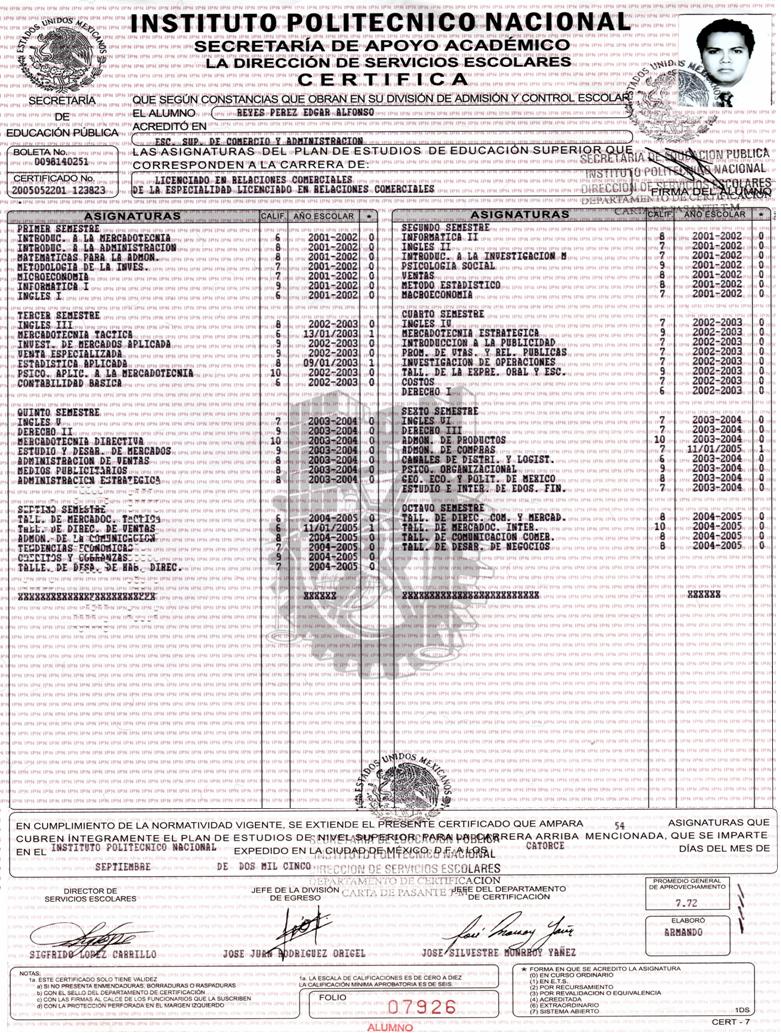 INSTITUTO POLITECNICO NACIONAL
SECRETARÍA DE APOYO ACADÉMICO
LA DIRECCIÓN DE SERVICIOS ESCOLARES
CERTIFICA
ESTADOS UNIDOS MEXICANOS
SECRETARÍA
DE
EDUCACIÓN PÚBLICA
BOLETA No.
0098140251
CERTIFICADO No.
2005052201 123823
QUE SEGÚN CONSTANCIAS QUE OBRAN EN SU DIVISIÓN DE ADMISIÓN Y CONTROL ESCOLAR
EL ALUMNO REYES PEREZ EDGAR ALFONSO
ACREDITÓ EN
ESC. SUP. DE COMERCIO Y ADMINISTRACION
LAS ASIGNATURAS DEL PLAN DE ESTUDIOS DE EDUCACIÓN SUPERIOR QUE
CORRESPONDEN A LA CARRERA DE:
LICENCIADO EN RELACIONES COMERCIALES
DE LA ESPECIALIDAD LICENCIADO EN RELACIONES COMERCIALES
ESTADOS UNIDOS MEXICANOS
SECRETARIA DE EDUCACION PUBLICA
INSTITUTO POLITECNICO NACIONAL
DIRECCION DE SERVICIOS ESCOLARES
FIRMA DEL ALUMNO
DEPARTAMENTO DE CERTIFICACION
CARTA DE PASANTE
ASIGNATURAS CALIF. AÑO ESCOLAR *
PRIMER SEMESTRE
INTRODUC. A LA MERCADOTECNIA 6 2001-2002 0
INTRODUC. A LA ADMINISTRACION 8 2001-2002 0
MATEMATICAS PARA LA ADMON. 8 2001-2002 0
METODOLOGIA DE LA INVES. 7 2001-2002 0
MICROECONOMIA 7 2001-2002 0
INFORMATICA I 9 2001-2002 0
INGLES I 6 2001-2002 0
TERCER SEMESTRE
INGLES III 8 2002-2003 0
MERCADOTECNIA TACTICA 6 13/01/2003 1
INVEST. DE MERCADOS APLICADA 9 2002-2003 0
VENTA ESPECIALIZADA 9 2002-2003 0
ESTADISTICA APLICADA 8 09/01/2003 1
PSICO. APLIC. A LA MERCADOTECNIA 10 2002-2003 0
CONTABILIDAD BASICA 6 2002-2003 0
QUINTO SEMESTRE
INGLES V 7 2003-2004 0
DERECHO II 9 2003-2004 0
MERCADOTECNIA DIRECTIVA 10 2003-2004 0
ESTUDIO Y DESAR. DE MERCADOS 9 2003-2004 0
ADMINISTRACION DE VENTAS 8 2003-2004 0
MEDIOS PUBLICITARIOS 8 2003-2004 0
ADMINISTRACION ESTRATEGICA 8 2003-2004 0
SEPTIMO SEMESTRE
TALL. DE MERCADOC. TACTICA 6 2004-2005 0
TALL. DE DIREC. DE VENTAS 6 11/01/2005 1
ADMON. DE LA COMUNICACION 8 2004-2005 0
TENDENCIAS ECONOMICAS 7 2004-2005 0
CREDITOS Y COBRANZAS 7 2004-2005 0
TALLE. DE DESA. DE HAB. DIREC. 7 2004-2005 0
XXXXXXXXXXXXXXXXXXXXXXXX XXXXXX
ASIGNATURAS CALIF. AÑO ESCOLAR *
SEGUNDO SEMESTRE
INFORMATICA II 8 2001-2002 0
INGLES II 7 2001-2002 0
INTRODUC. A LA INVESTIGACION M 7 2001-2002 0
PSICOLOGIA SOCIAL 9 2001-2002 0
VENTAS 8 2001-2002 0
METODO ESTADISTICO 8 2001-2002 0
MACROECONOMIA 7 2001-2002 0
CUARTO SEMESTRE
INGLES IV 7 2002-2003 0
MERCADOTECNIA ESTRATEGICA 9 2002-2003 0
INTRODUCCION A LA PUBLICIDAD 7 2002-2003 0
PROM. DE VTAS. Y REL. PUBLICAS 7 2002-2003 0
INVESTIGACION DE OPERACIONES 7 2002-2003 0
TALL. DE LA EXPRE. ORAL Y ESC. 9 2002-2003 0
COSTOS 7 2002-2003 0
DERECHO I 6 2002-2003 0
SEXTO SEMESTRE
INGLES VI 7 2003-2004 0
DERECHO III 7 2003-2004 0
ADMON. DE PRODUCTOS 10 2003-2004 0
ADMON. DE COMPRAS 7 11/01/2005 1
CANALES DE DISTRI. Y LOGIST. 6 2003-2004 0
PSICO. ORGANIZACIONAL 9 2003-2004 0
GEO. ECO. Y POLIT. DE MEXICO 8 2003-2004 0
ESTUDIO E INTER. DE EDOS. FIN. 7 2003-2004 0
OCTAVO SEMESTRE
TALL. DE DIREC. COM. Y MERCAD. 8 2004-2005 0
TALL. DE MERCADOC. INTER. 10 2004-2005 0
TALL. DE COMUNICACION COMER. 8 2004-2005 0
TALL. DE DESAR. DE NEGOCIOS 8 2004-2005 0
XXXXXXXXXXXXXXXXXXXXXXXX XXXXXX
ESTADOS UNIDOS MEXICANOS
EN CUMPLIMIENTO DE LA NORMATIVIDAD VIGENTE, SE EXTIENDE EL PRESENTE CERTIFICADO QUE AMPARA 54 ASIGNATURAS QUE
CUBREN ÍNTEGRAMENTE EL PLAN DE ESTUDIOS DE NIVEL SUPERIOR PARA LA CARRERA ARRIBA MENCIONADA, QUE SE IMPARTE
EN EL INSTITUTO POLITECNICO NACIONAL EXPEDIDO EN LA CIUDAD DE MÉXICO, D.F. A LOS CATORCE DÍAS DEL MES DE
SEPTIEMBRE DE DOS MIL CINCO
SECRETARIA DE EDUCACION PUBLICA
INSTITUTO POLITECNICO NACIONAL
DIRECCION DE SERVICIOS ESCOLARES
DEPARTAMENTO DE CERTIFICACION
CARTA DE PASANTE
DIRECTOR DE
SERVICIOS ESCOLARES
SIGFRIDO LOPEZ CARRILLO
JEFE DE LA DIVISIÓN
DE EGRESO
JOSE JUAN RODRIGUEZ ORIGEL
JEFE DEL DEPARTAMENTO
DE CERTIFICACIÓN
JOSE SILVESTRE MONRROY YAÑEZ
PROMEDIO GENERAL
DE APROVECHAMIENTO
7.72
ELABORÓ
ARMANDO
NOTAS:
1a ESTE CERTIFICADO SOLO TIENE VALIDEZ
a) SI NO PRESENTA ENMENDADURAS, BORRADURAS O RASPADURAS
b) CON EL SELLO DEL DEPARTAMENTO DE CERTIFICACIÓN
c) CON LAS FIRMAS AL CALCE DE LOS FUNCIONARIOS QUE LA SUSCRIBEN
d) CON LA PROTECCIÓN PERFORADA EN EL MARGEN IZQUIERDO
1a. LA ESCALA DE CALIFICACIONES ES DE CERO A DIEZ
LA CALIFICACIÓN MÍNIMA APROBATORIA ES DE SEIS
FOLIO 07926
ALUMNO
* FORMA EN QUE SE ACREDITO LA ASIGNATURA
(0) EN CURSO ORDINARIO
(1) EN E.T.S.
(2) POR RECURSAMIENTO
(3) POR REVALIDACION O EQUIVALENCIA
(4) ACREDITADA
(6) EXTRAORDINARIO
(7) SISTEMA ABIERTO
1DS
CERT - 7